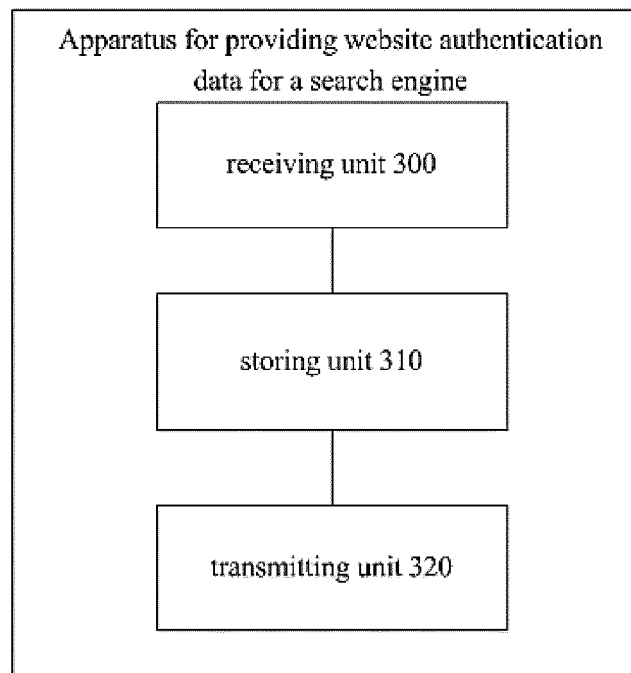 Apparatus for providing website authentication
data for a search engine
receiving unit 300
storing unit 310
transmitting unit 320